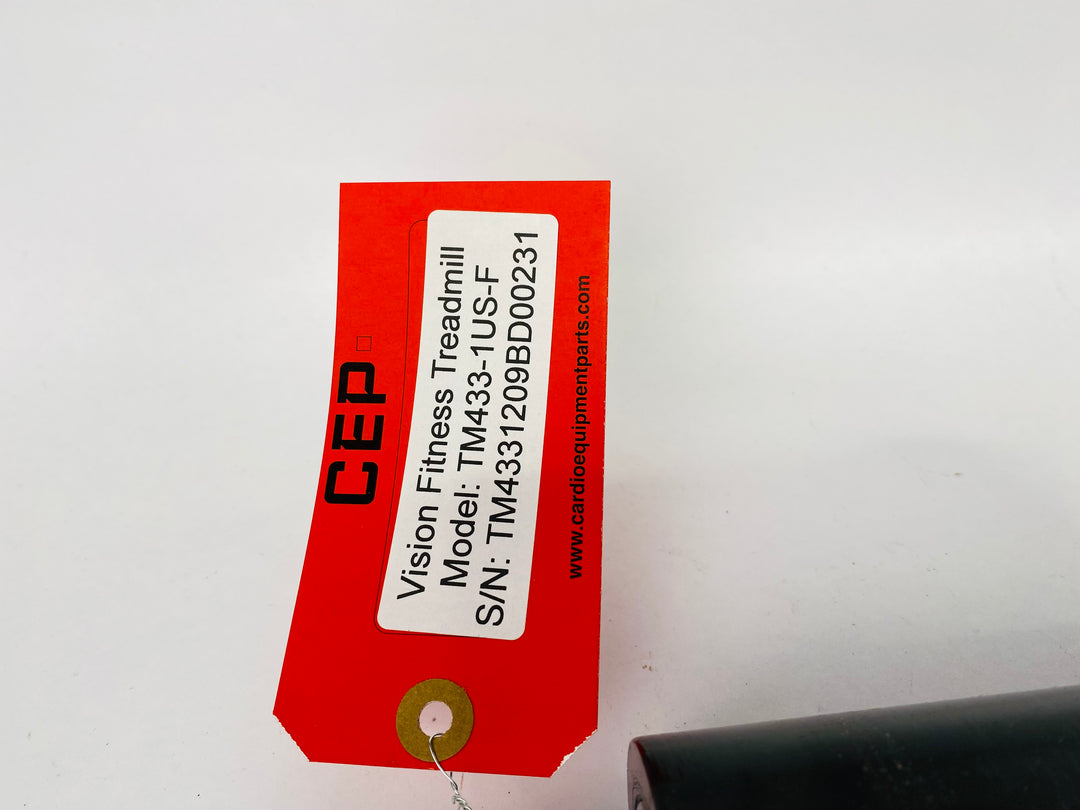 CEP
Vision Fitness Treadmill
Model: TM433-1US-F
S/N: TM4331209BD00231
www.cardioequipmentparts.com